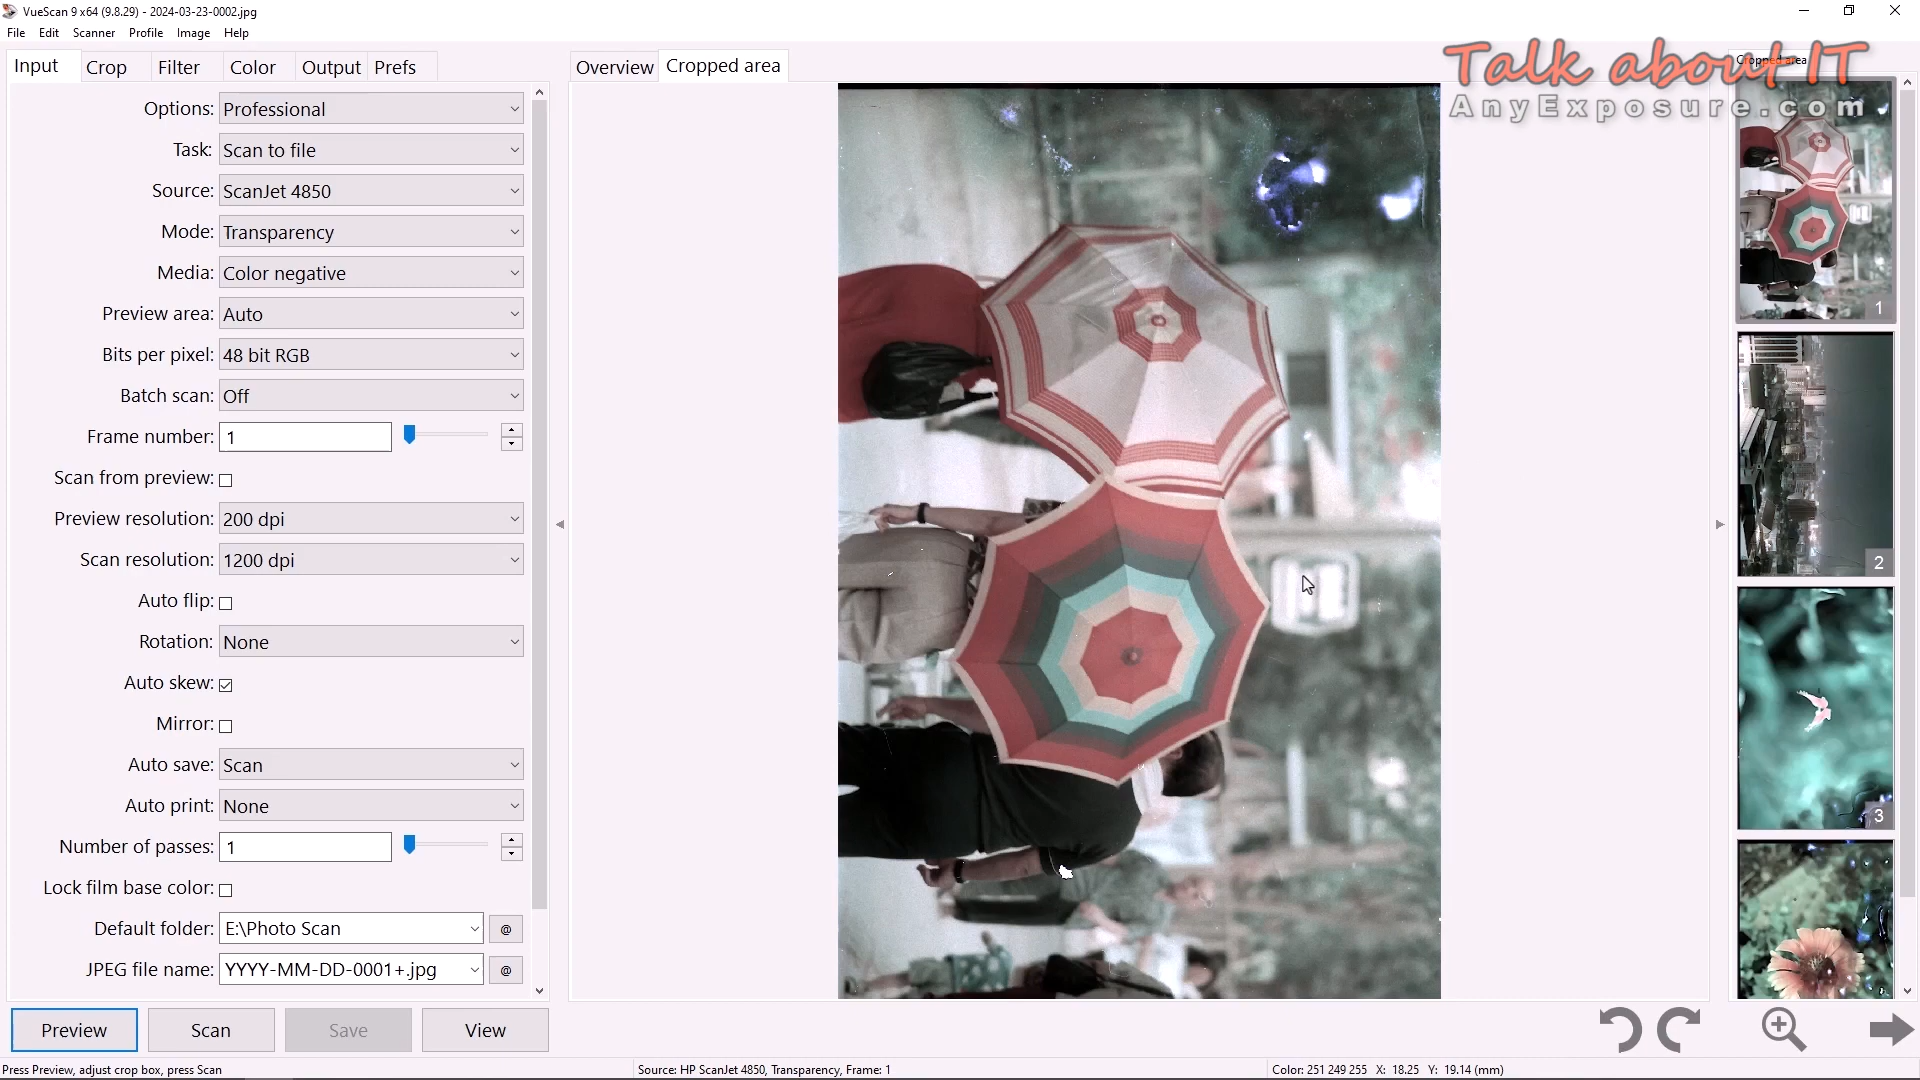 VueScan 9 x64 (9.8.29) - 2024-03-23-0002.jpg
File Edit Scanner Profile Image Help
Input Crop Filter Color Output Prefs
Overview Cropped area
Cropped area
Talk about IT
AnyExposure.com
Options: Professional
Task: Scan to file
Source: ScanJet 4850
Mode: Transparency
Media: Color negative
Preview area: Auto
Bits per pixel: 48 bit RGB
Batch scan: Off
Frame number: 1
Scan from preview:
Preview resolution: 200 dpi
Scan resolution: 1200 dpi
Auto flip:
Rotation: None
Auto skew:
Mirror:
Auto save: Scan
Auto print: None
Number of passes: 1
Lock film base color:
Default folder: E:\Photo Scan @
JPEG file name: YYYY-MM-DD-0001+.jpg @
1
2
3
Preview Scan Save View
Press Preview, adjust crop box, press Scan
Source: HP ScanJet 4850, Transparency, Frame: 1
Color: 251 249 255 X: 18.25 Y: 19.14 (mm)